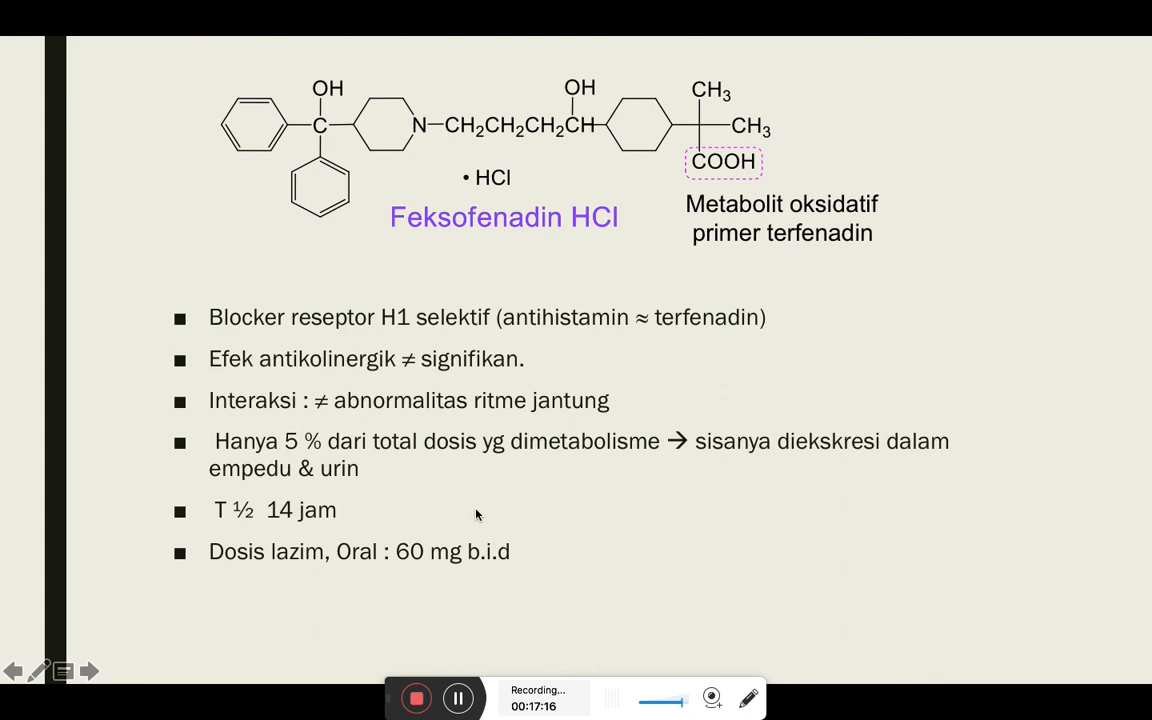 OH
OH
CH3
C
N
CH2CH2CH2CH
CH3
COOH
• HCl
Feksofenadin HCl
Metabolit oksidatif
primer terfenadin
■ Blocker reseptor H1 selektif (antihistamin ≈ terfenadin)
■ Efek antikolinergik ≠ signifikan.
■ Interaksi : ≠ abnormalitas ritme jantung
■ Hanya 5 % dari total dosis yg dimetabolisme → sisanya diekskresi dalam
empedu & urin
■ T ½ 14 jam
■ Dosis lazim, Oral : 60 mg b.i.d
Recording...
00:17:16